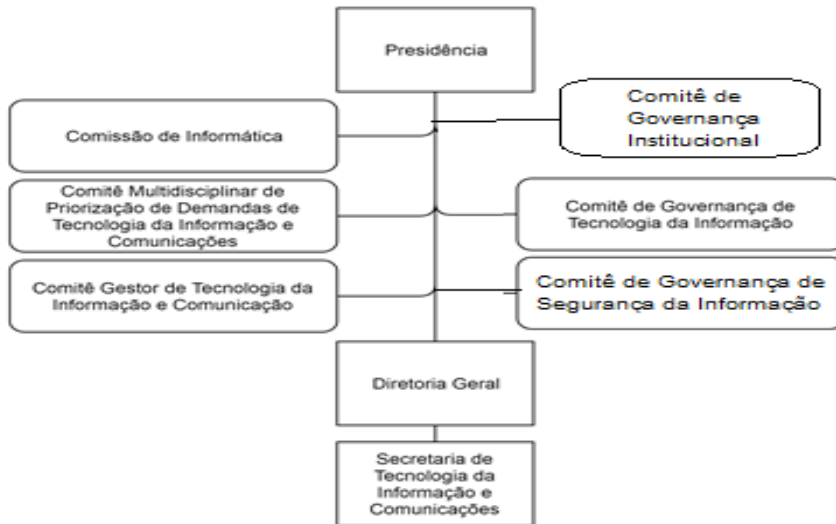 Presidência
Comissão de Informática
Comitê de
Governança
Institucional
Comitê Multidisciplinar de
Priorização de Demandas de
Tecnologia da Informação e
Comunicações
Comitê de Governança de
Tecnologia da Informação
Comitê Gestor de Tecnologia da
Informação e Comunicação
Comitê de Governança de
Segurança da Informação
Diretoria Geral
Secretaria de
Tecnologia da
Informação e
Comunicações